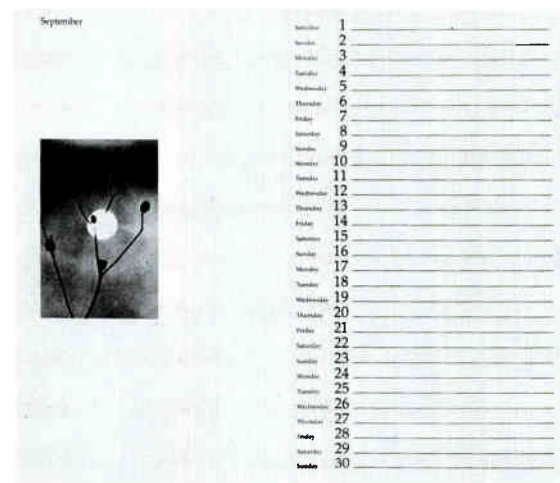 September
Saturday 1
Sunday 2
Monday 3
Tuesday 4
Wednesday 5
Thursday 6
Friday 7
Saturday 8
Sunday 9
Monday 10
Tuesday 11
Wednesday 12
Thursday 13
Friday 14
Saturday 15
Sunday 16
Monday 17
Tuesday 18
Wednesday 19
Thursday 20
Friday 21
Saturday 22
Sunday 23
Monday 24
Tuesday 25
Wednesday 26
Thursday 27
Friday 28
Saturday 29
Sunday 30